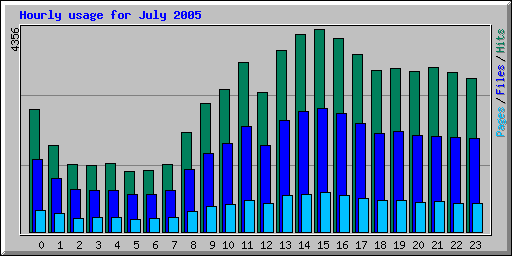 Hourly usage for July 2005
4356
Pages / Files / Hits
0 1 2 3 4 5 6 7 8 9 10 11 12 13 14 15 16 17 18 19 20 21 22 23